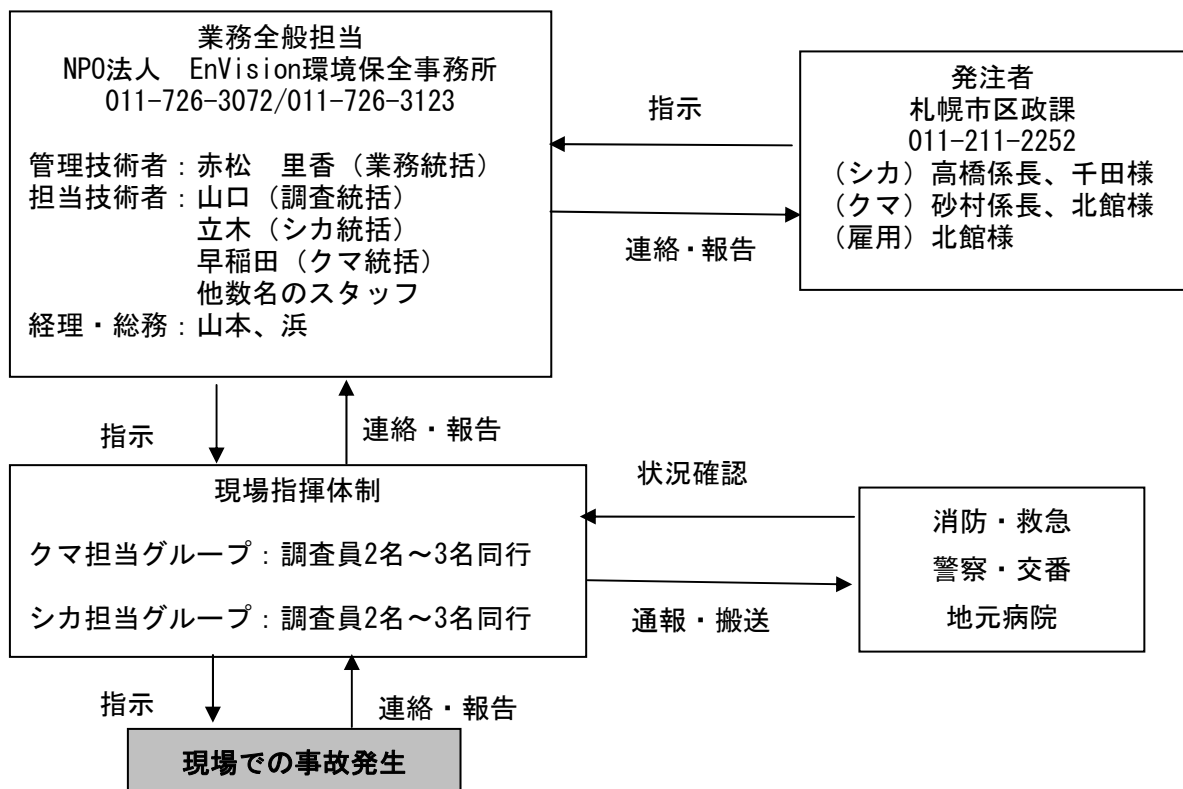 業務全般担当
NPO法人　EnVision環境保全事務所
011-726-3072/011-726-3123
管理技術者：赤松　里香（業務統括）
担当技術者：山口（調査統括）
立木（シカ統括）
早稲田（クマ統括）
他数名のスタッフ
経理・総務：山本、浜
指示
連絡・報告
発注者
札幌市区政課
011-211-2252
（シカ）高橋係長、千田様
（クマ）砂村係長、北館様
（雇用）北館様
指示
連絡・報告
現場指揮体制
クマ担当グループ：調査員2名～3名同行
シカ担当グループ：調査員2名～3名同行
状況確認
通報・搬送
消防・救急
警察・交番
地元病院
指示
連絡・報告
現場での事故発生